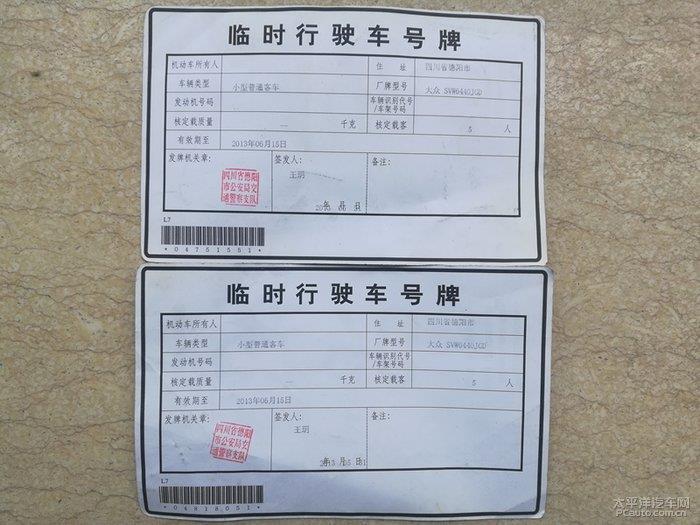 临时行驶车号牌
机动车所有人 住 址 四川省德阳市
车辆类型 小型普通客车 厂牌型号 大众 SVW6440JGD
发动机号码 车辆识别代号/车架号码
核定载质量 — 千克 核定载客 5 人
有效期至 2013年06月15日
发牌机关章： 签发人： 备注：
四川省德阳
市公安局交
通警察支队
王玥
年 月 日
L7
*04751551*
临时行驶车号牌
机动车所有人 住 址 四川省德阳市
车辆类型 小型普通客车 厂牌型号 大众 SVW6440JGD
发动机号码 车辆识别代号/车架号码
核定载质量 — 千克 核定载客 5 人
有效期至 2013年06月15日
发牌机关章： 签发人： 备注：
四川省德阳
市公安局交
通警察支队
王玥
年 月 日
L7
*04818051*
太平洋汽车网
PCauto.com.cn